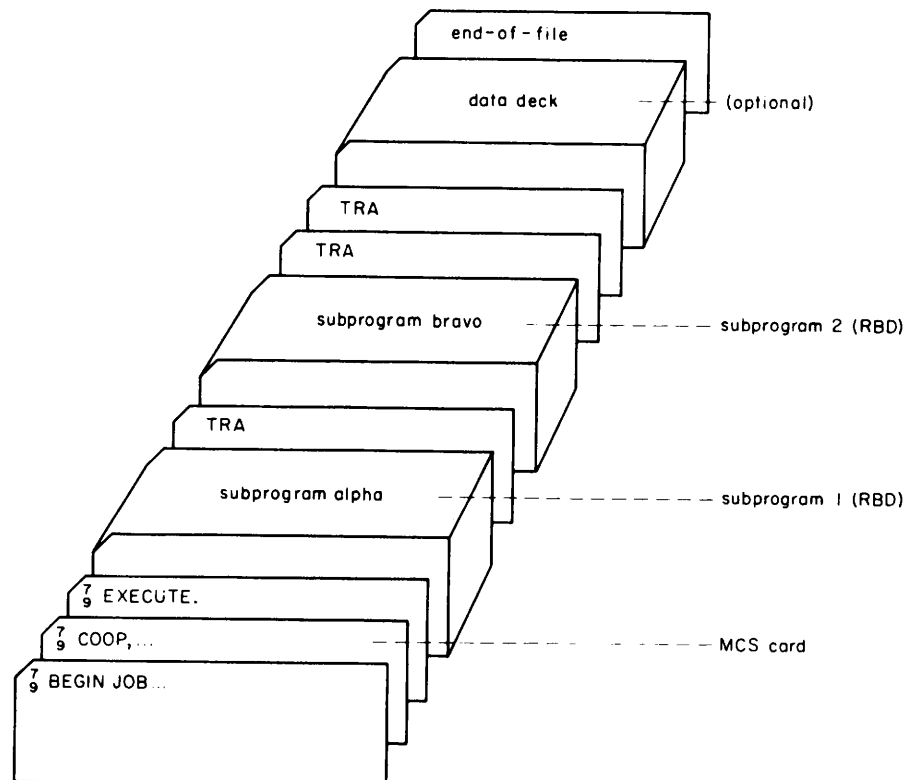 end-of-file
data deck (optional)
TRA
TRA
subprogram bravo subprogram 2 (RBD)
TRA
subprogram alpha subprogram 1 (RBD)
7
9 EXECUTE.
7
9 COOP,... MCS card
7
9 BEGIN JOB...